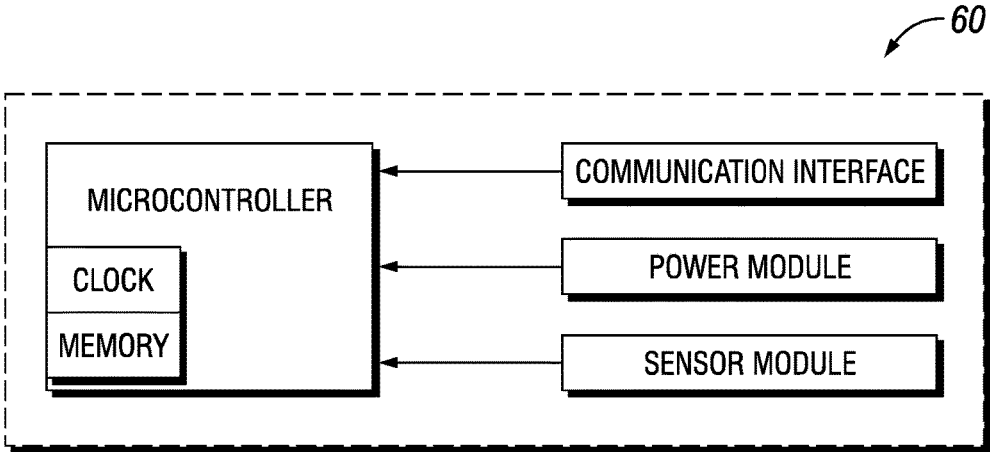 60
MICROCONTROLLER
CLOCK
MEMORY
COMMUNICATION INTERFACE
POWER MODULE
SENSOR MODULE